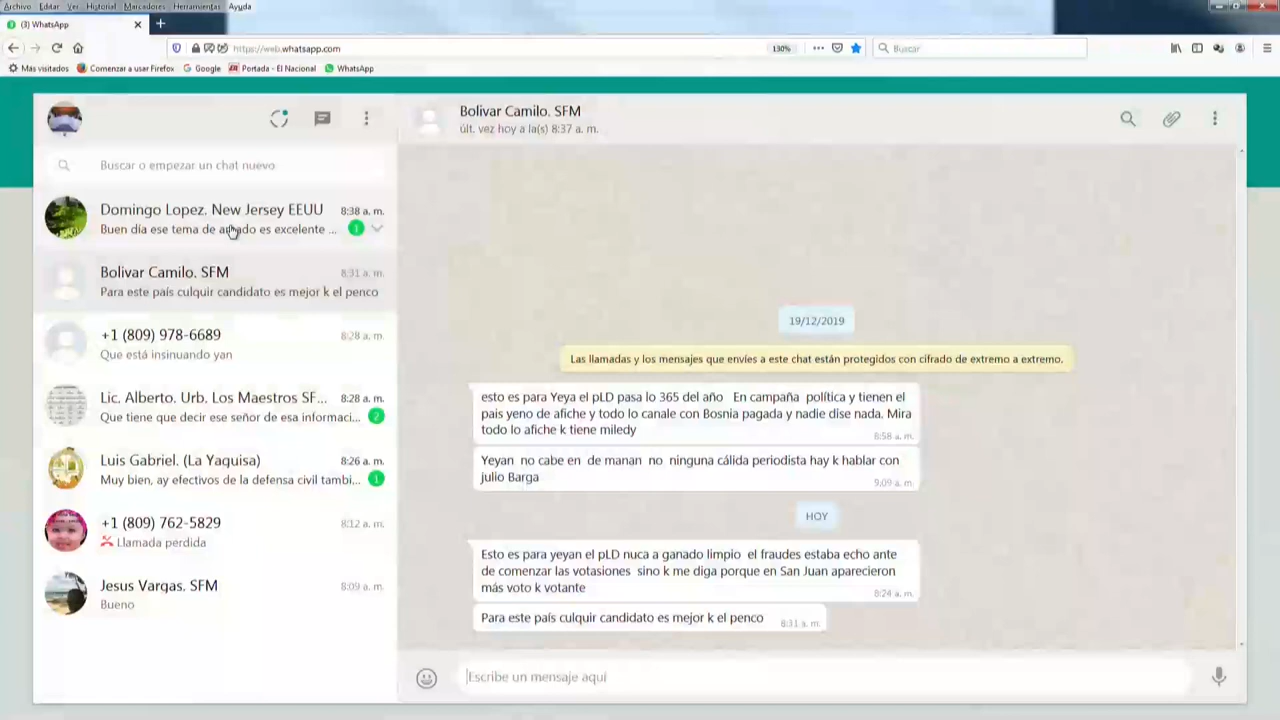 Archivo Editar Ver Historial Marcadores Herramientas Ayuda
(3) WhatsApp
https://web.whatsapp.com
130%
Buscar
Más visitados
Comenzar a usar Firefox
Google
Portada - El Nacional
WhatsApp
Buscar o empezar un chat nuevo
Domingo Lopez. New Jersey EEUU
8:38 a. m.
Buen día ese tema de amado es excelente ...
1
Bolivar Camilo. SFM
8:31 a. m.
Para este país culquir candidato es mejor k el penco
+1 (809) 978-6689
8:28 a. m.
Que está insinuando yan
Lic. Alberto. Urb. Los Maestros SF...
8:28 a. m.
Que tiene que decir ese señor de esa informaci...
2
Luis Gabriel. (La Yaquisa)
8:26 a. m.
Muy bien, ay efectivos de la defensa civil tambi...
1
+1 (809) 762-5829
8:12 a. m.
Llamada perdida
Jesus Vargas. SFM
8:09 a. m.
Bueno
Bolivar Camilo. SFM
últ. vez hoy a la(s) 8:37 a. m.
19/12/2019
Las llamadas y los mensajes que envíes a este chat están protegidos con cifrado de extremo a extremo.
esto es para Yeya el pLD pasa lo 365 del año En campaña política y tienen el
pais yeno de afiche y todo lo canale con Bosnia pagada y nadie dise nada. Mira
todo lo afiche k tiene miledy
8:58 a. m.
Yeyan no cabe en de manan no ninguna cálida periodista hay k hablar con
julio Barga
9:09 a. m.
HOY
Esto es para yeyan el pLD nuca a ganado limpio el fraudes estaba echo ante
de comenzar las votasiones sino k me diga porque en San Juan aparecieron
más voto k votante
8:24 a. m.
Para este país culquir candidato es mejor k el penco
8:31 a. m.
Escribe un mensaje aquí